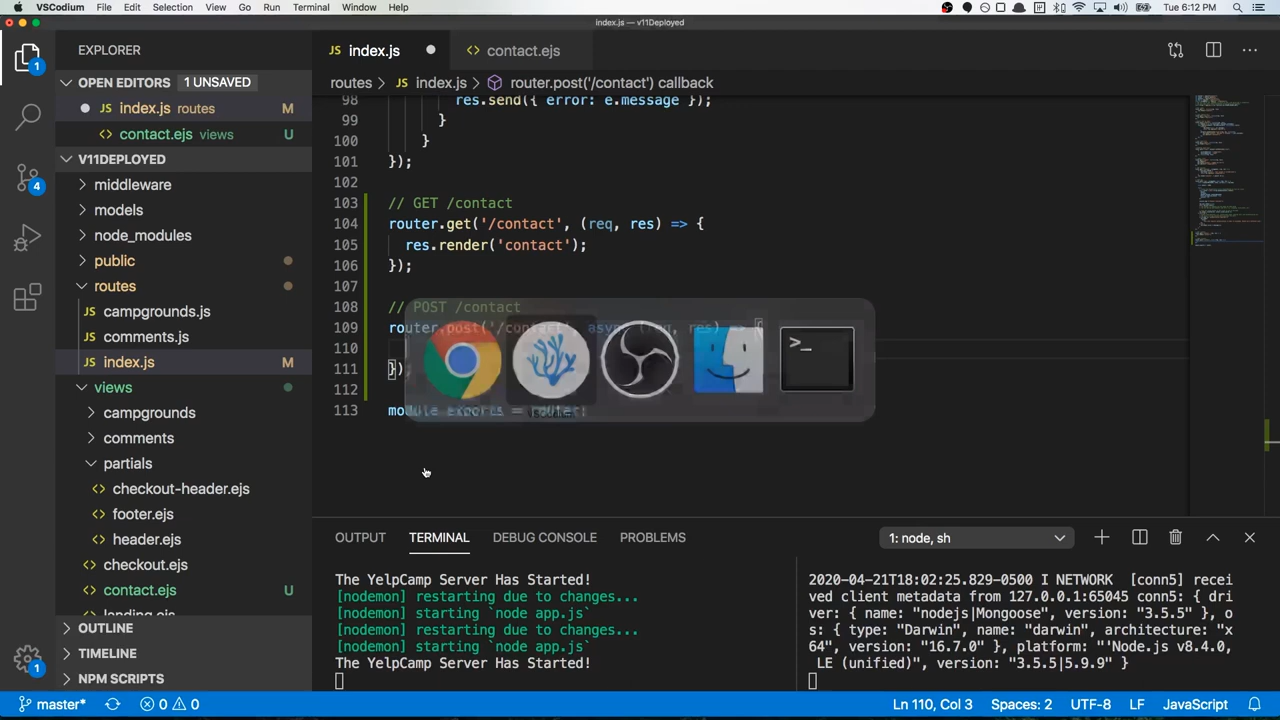 VSCodium File Edit Selection View Go Run Terminal Window Help Tue 6:12 PM
index.js — v11Deployed
EXPLORER
JS index.js
<> contact.ejs
OPEN EDITORS 1 UNSAVED
JS index.js routes M
<> contact.ejs views U
routes > JS index.js > router.post('/contact') callback
V11DEPLOYED
middleware
models
node_modules
public
routes
JS campgrounds.js
JS comments.js
JS index.js M
views
campgrounds
comments
partials
<> checkout-header.ejs
<> footer.ejs
<> header.ejs
<> checkout.ejs
<> contact.ejs U
<> landing.ejs
OUTLINE
TIMELINE
NPM SCRIPTS
98 res.send({ error: e.message });
99 }
100 }
101 });
102
103 // GET /contact
104 router.get('/contact', (req, res) => {
105 res.render('contact');
106 });
107
108 // POST /contact
109 router.post('/contact', async (req, res) => {
110
111 });
112
113 module.exports = router;
>_
OUTPUT TERMINAL DEBUG CONSOLE PROBLEMS 1: node, sh
The YelpCamp Server Has Started!
[nodemon] restarting due to changes...
[nodemon] starting `node app.js`
[nodemon] restarting due to changes...
[nodemon] starting `node app.js`
The YelpCamp Server Has Started!
2020-04-21T18:02:25.829-0500 I NETWORK [conn5] recei
ved client metadata from 127.0.0.1:65045 conn5: { dri
ver: { name: "nodejs|Mongoose", version: "3.5.5" }, o
s: { type: "Darwin", name: "darwin", architecture: "x
64", version: "16.7.0" }, platform: "'Node.js v8.4.0,
LE (unified)", version: "3.5.5|5.9.9" }
1
4
1
master* 0 0 Ln 110, Col 3 Spaces: 2 UTF-8 LF JavaScript